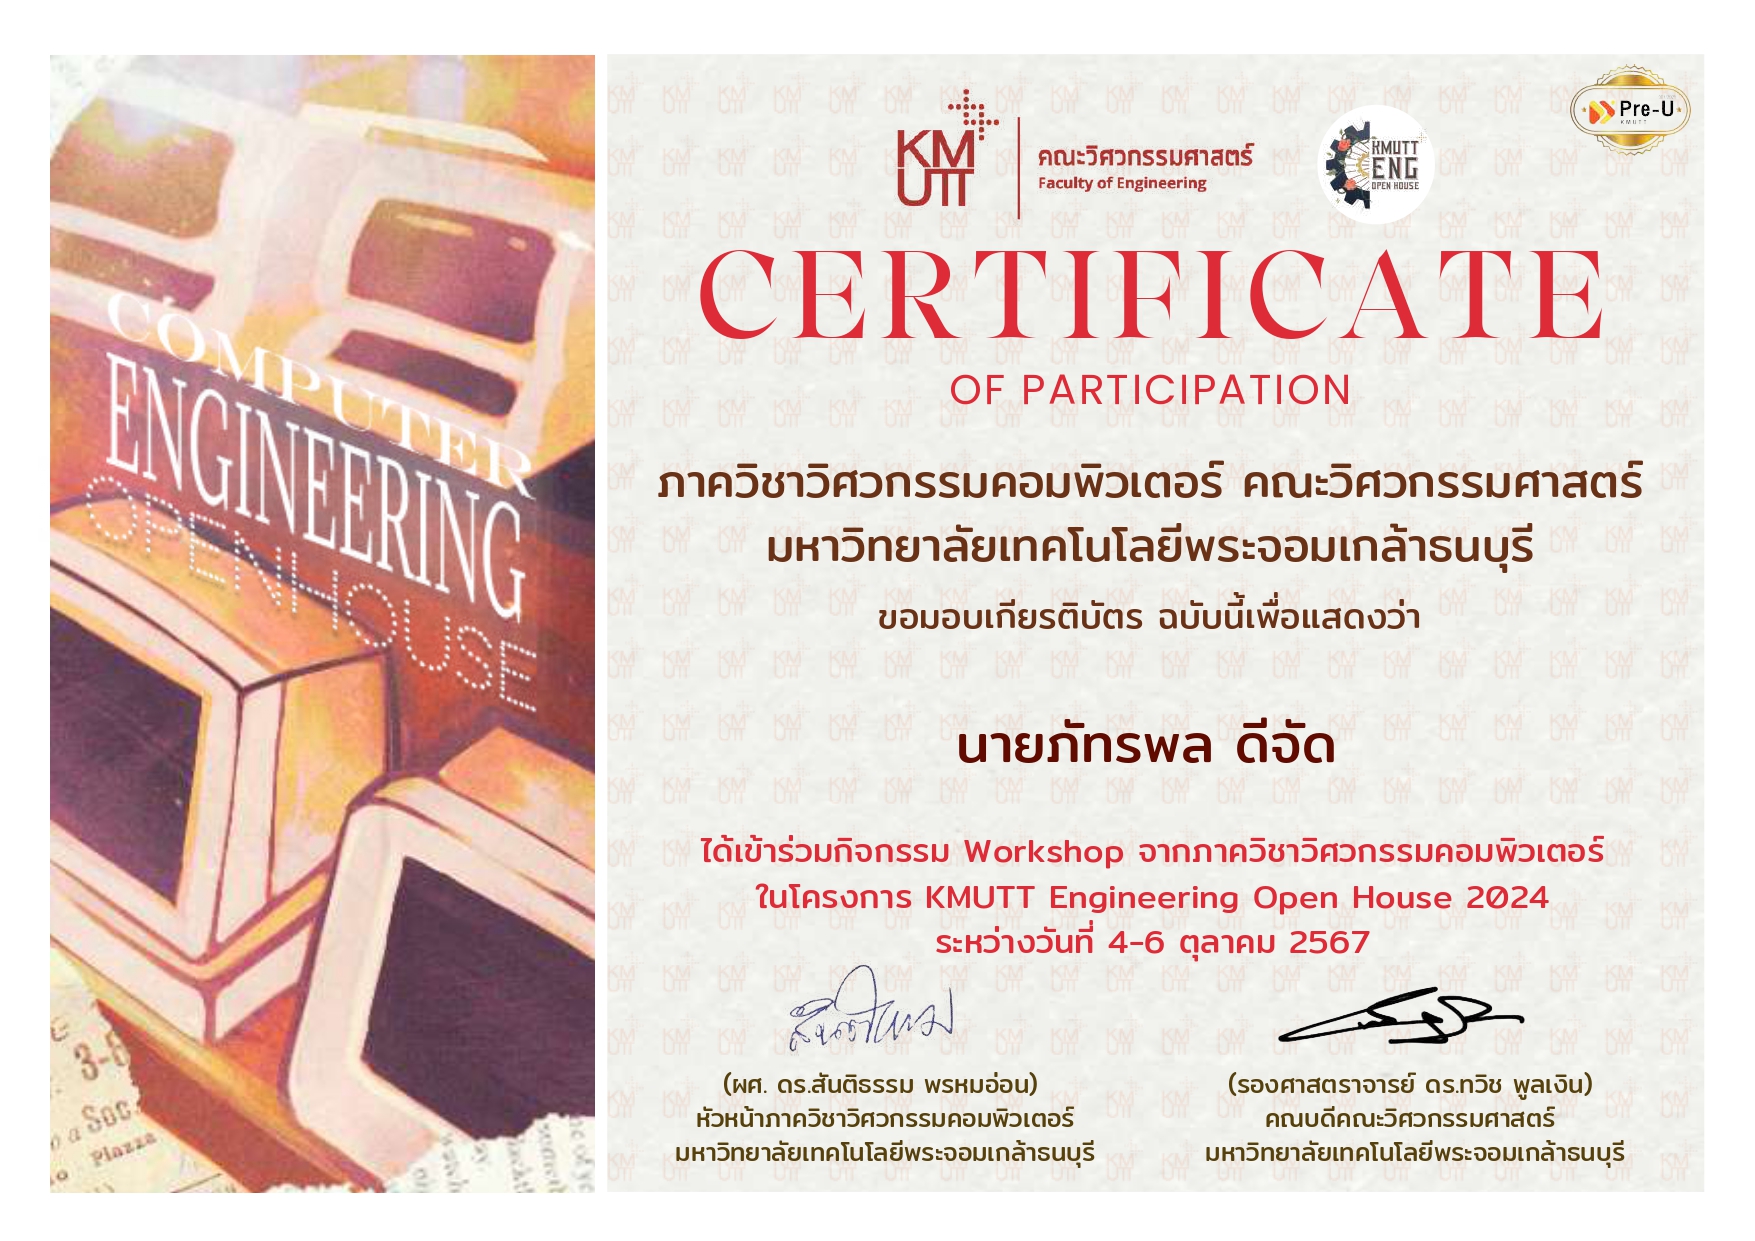 COMPUTER
ENGINEERING
OPENHOUSE
3-8
Soc
Piazza
KM
UTT
คณะวิศวกรรมศาสตร์
Faculty of Engineering
KMUTT
ENG
OPEN HOUSE
Pre-U
KMUTT
CERTIFICATE
OF PARTICIPATION
ภาควิชาวิศวกรรมคอมพิวเตอร์ คณะวิศวกรรมศาสตร์
มหาวิทยาลัยเทคโนโลยีพระจอมเกล้าธนบุรี
ขอมอบเกียรติบัตร ฉบับนี้เพื่อแสดงว่า
นายภัทรพล ดีจัด
ได้เข้าร่วมกิจกรรม Workshop จากภาควิชาวิศวกรรมคอมพิวเตอร์
ในโครงการ KMUTT Engineering Open House 2024
ระหว่างวันที่ 4-6 ตุลาคม 2567
(ผศ. ดร.สันติธรรม พรหมอ่อน)
หัวหน้าภาควิชาวิศวกรรมคอมพิวเตอร์
มหาวิทยาลัยเทคโนโลยีพระจอมเกล้าธนบุรี
(รองศาสตราจารย์ ดร.ทวิช พูลเงิน)
คณบดีคณะวิศวกรรมศาสตร์
มหาวิทยาลัยเทคโนโลยีพระจอมเกล้าธนบุรี